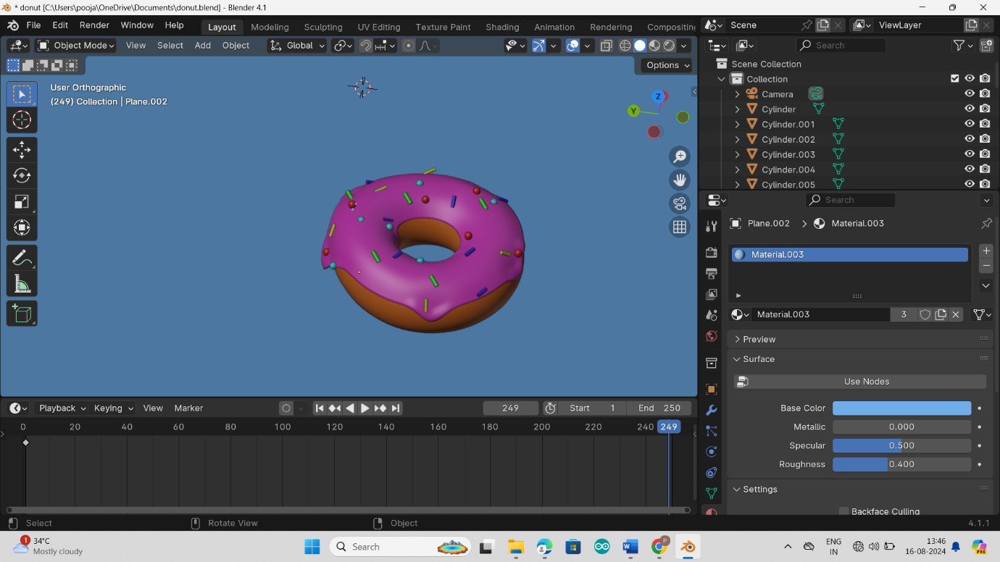 * donut [C:\Users\pooja\OneDrive\Documents\donut.blend] - Blender 4.1
File Edit Render Window Help Layout Modeling Sculpting UV Editing Texture Paint Shading Animation Rendering Compositing Scene ViewLayer
Object Mode View Select Add Object Global Search
Options
Scene Collection
User Orthographic
(249) Collection | Plane.002
Collection
Camera
Z
Y
Cylinder
Cylinder.001
Cylinder.002
Cylinder.003
Cylinder.004
Cylinder.005
Search
Plane.002 Material.003
Material.003
Material.003 3
Preview
Surface
Use Nodes
Base Color
Metallic 0.000
Specular 0.500
Roughness 0.400
Settings
Backface Culling
Playback Keying View Marker 249 Start 1 End 250
0 20 40 60 80 100 120 140 160 180 200 220 240 249
Select Rotate View Object 4.1.1
1 34°C
Mostly cloudy
Search
W
P
PRE
ENG
IN
13:46
16-08-2024